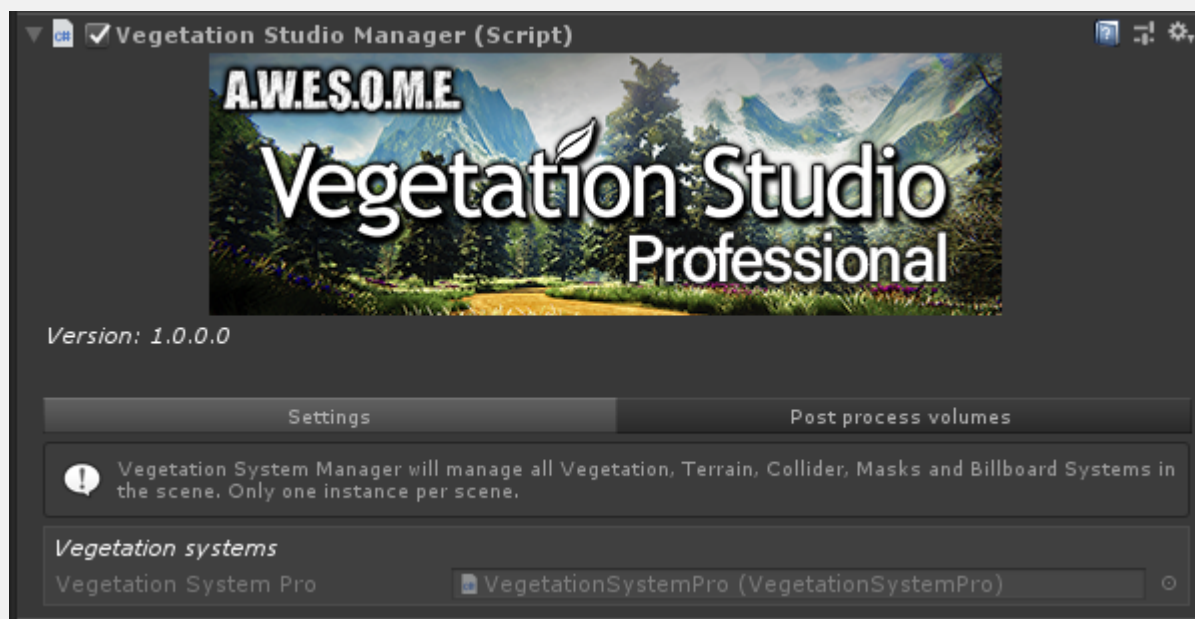 Vegetation Studio Manager (Script)
A.W.E.S.O.M.E.
Vegetation Studio
Professional
Version: 1.0.0.0
Settings
Post process volumes
Vegetation System Manager will manage all Vegetation, Terrain, Collider, Masks and Billboard Systems in
the scene. Only one instance per scene.
Vegetation systems
Vegetation System Pro
VegetationSystemPro (VegetationSystemPro)